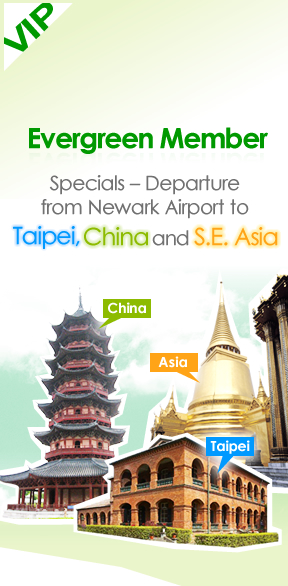 VIP
Evergreen Member
Specials – Departure
from Newark Airport to
Taipei, China and S.E. Asia
China
Asia
Taipei